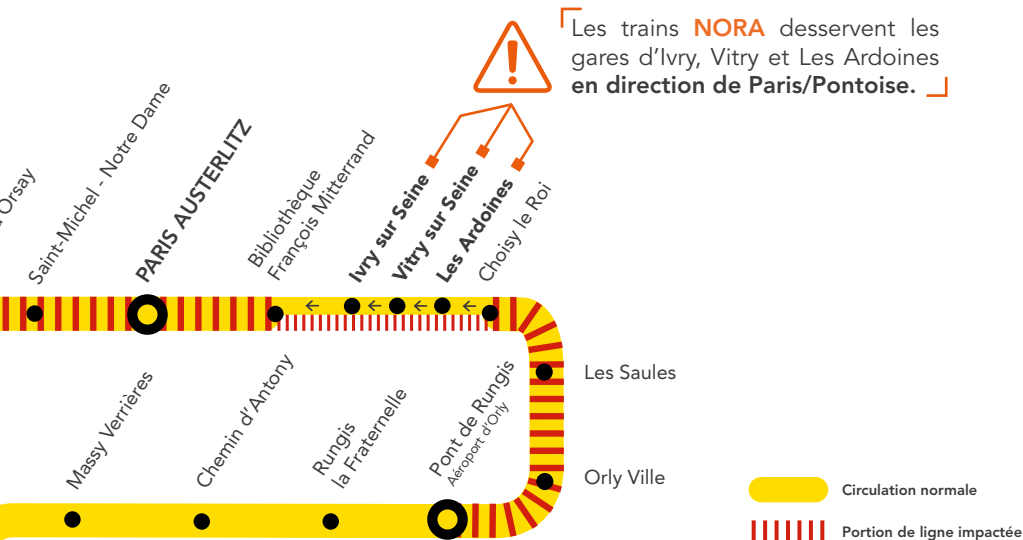 Les trains NORA desservent les
gares d'Ivry, Vitry et Les Ardoines
en direction de Paris/Pontoise.
Orsay
Saint-Michel - Notre Dame
PARIS AUSTERLITZ
Bibliothèque
François Mitterrand
Ivry sur Seine
Vitry sur Seine
Les Ardoines
Choisy le Roi
Les Saules
Orly Ville
Massy Verrières
Chemin d'Antony
Rungis
la Fraternelle
Pont de Rungis
Aéroport d'Orly
Circulation normale
Portion de ligne impactée